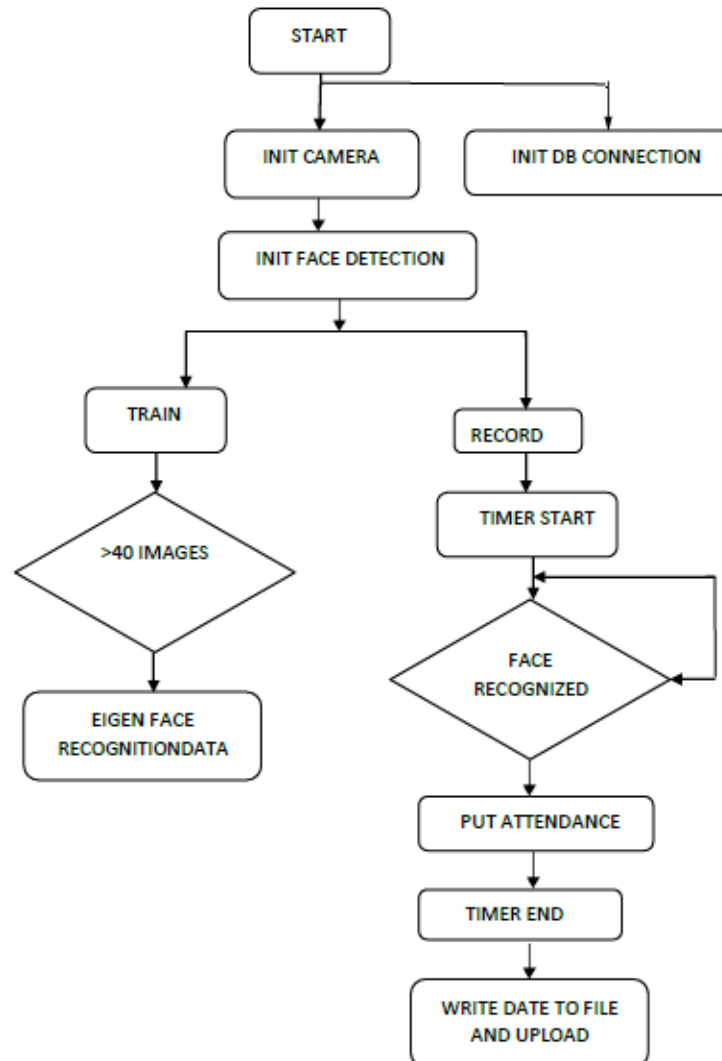 START
INIT CAMERA
INIT DB CONNECTION
INIT FACE DETECTION
TRAIN
RECORD
>40 IMAGES
TIMER START
EIGEN FACE
RECOGNITIONDATA
FACE
RECOGNIZED
PUT ATTENDANCE
TIMER END
WRITE DATE TO FILE
AND UPLOAD